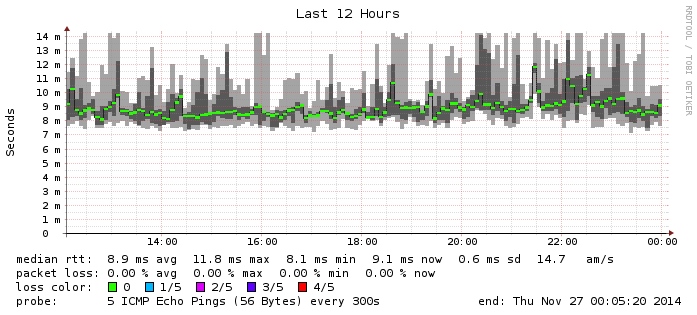 Last 12 Hours
RRDTOOL / TOBI OETIKER
Seconds
14 m
13 m
12 m
11 m
10 m
9 m
8 m
7 m
6 m
5 m
4 m
3 m
2 m
1 m
0
14:00 16:00 18:00 20:00 22:00 00:00
median rtt: 8.9 ms avg 11.8 ms max 8.1 ms min 9.1 ms now 0.6 ms sd 14.7 am/s
packet loss: 0.00 % avg 0.00 % max 0.00 % min 0.00 % now
loss color: 0 1/5 2/5 3/5 4/5
probe: 5 ICMP Echo Pings (56 Bytes) every 300s end: Thu Nov 27 00:05:20 2014